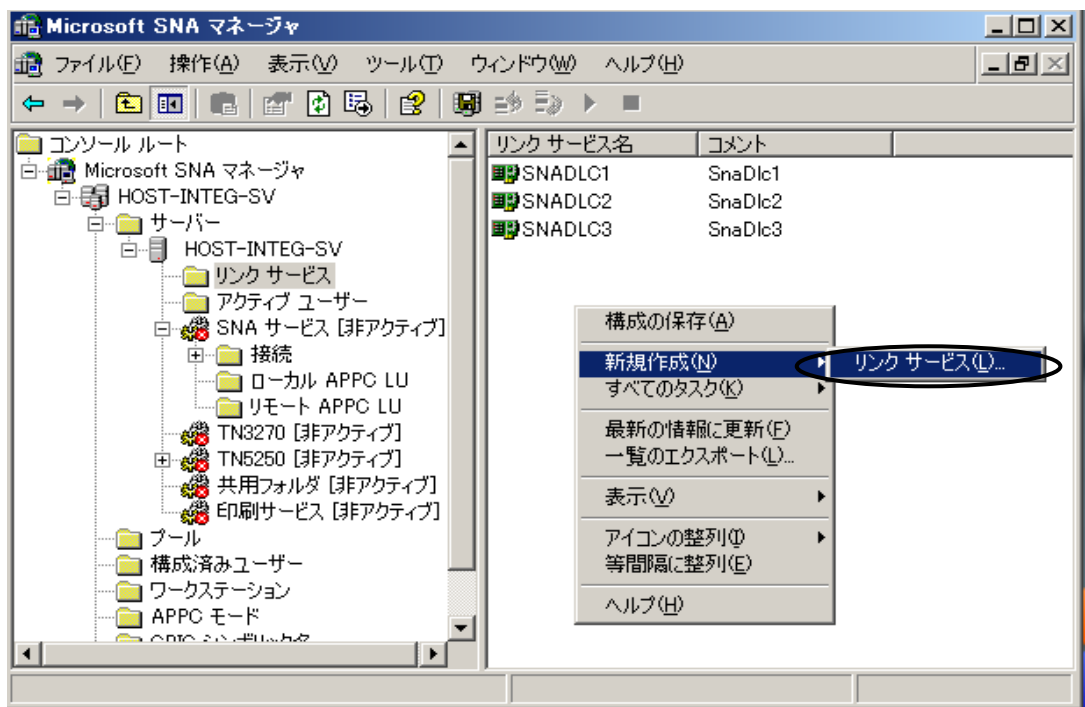 Microsoft SNA マネージャ
ファイル(F) 操作(A) 表示(V) ツール(T) ウィンドウ(W) ヘルプ(H)
コンソール ルート
Microsoft SNA マネージャ
HOST-INTEG-SV
サーバー
HOST-INTEG-SV
リンク サービス
アクティブ ユーザー
SNA サービス [非アクティブ]
接続
ローカル APPC LU
リモート APPC LU
TN3270 [非アクティブ]
TN5250 [非アクティブ]
共用フォルダ [非アクティブ]
印刷サービス [非アクティブ]
プール
構成済みユーザー
ワークステーション
APPC モード
CPIC シンボリック名
リンク サービス名 コメント
SNADLC1 SnaDlc1
SNADLC2 SnaDlc2
SNADLC3 SnaDlc3
構成の保存(A)
新規作成(N)
リンク サービス(L)...
すべてのタスク(K)
最新の情報に更新(F)
一覧のエクスポート(L)...
表示(V)
アイコンの整列(I)
等間隔に整列(E)
ヘルプ(H)